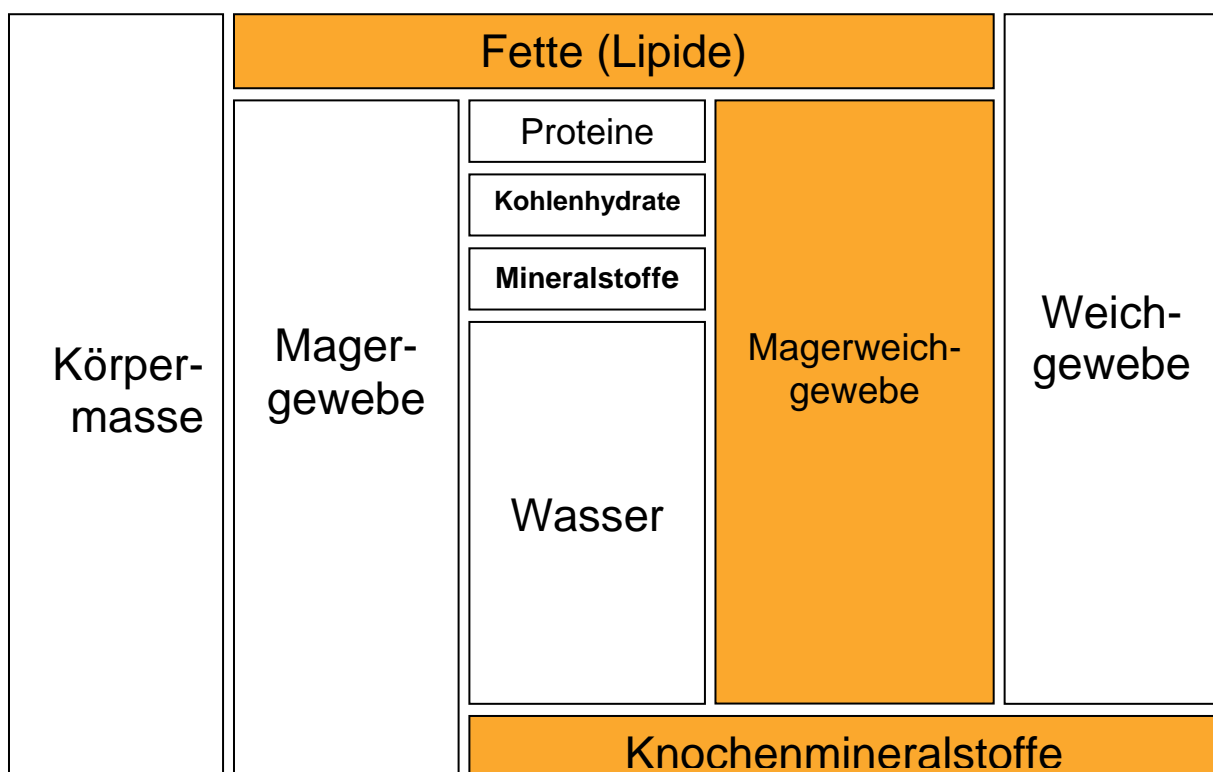 Fette (Lipide)
Körper-
masse
Mager-
gewebe
Proteine
Kohlenhydrate
Mineralstoffe
Wasser
Magerweich-
gewebe
Weich-
gewebe
Knochenmineralstoffe